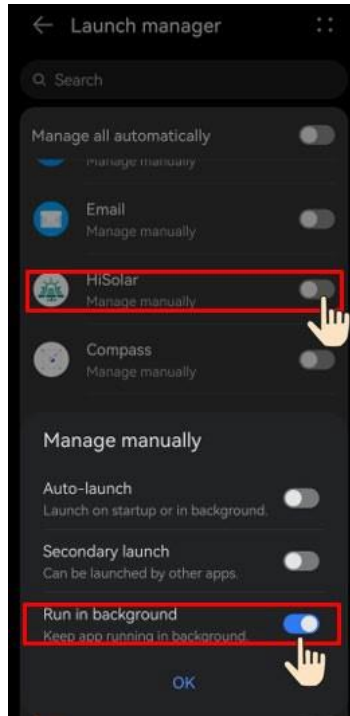 Launch manager
Search
Manage all automatically
Manage manually
Email
Manage manually
HiSolar
Manage manually
Compass
Manage manually
Manage manually
Auto-launch
Launch on startup or in background.
Secondary launch
Can be launched by other apps.
Run in background
Keep app running in background.
OK